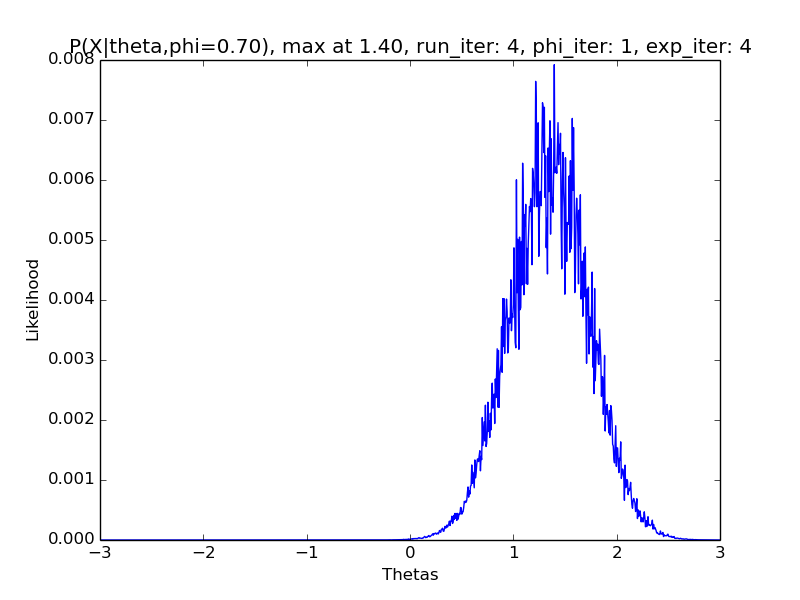 P(X|theta,phi=0.70), max at 1.40, run_iter: 4, phi_iter: 1, exp_iter: 4
0.008
0.007
0.006
0.005
0.004
0.003
0.002
0.001
0.000
Likelihood
−3 −2 −1 0 1 2 3
Thetas